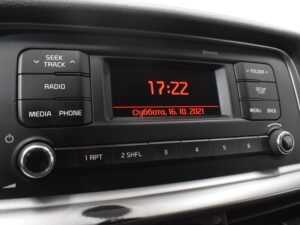 SEEK
TRACK
RADIO
MEDIA PHONE
17:22
Суббота, 16. 10. 2021
FOLDER
MENU BACK
1 RPT 2 SHFL 3 4 5 6